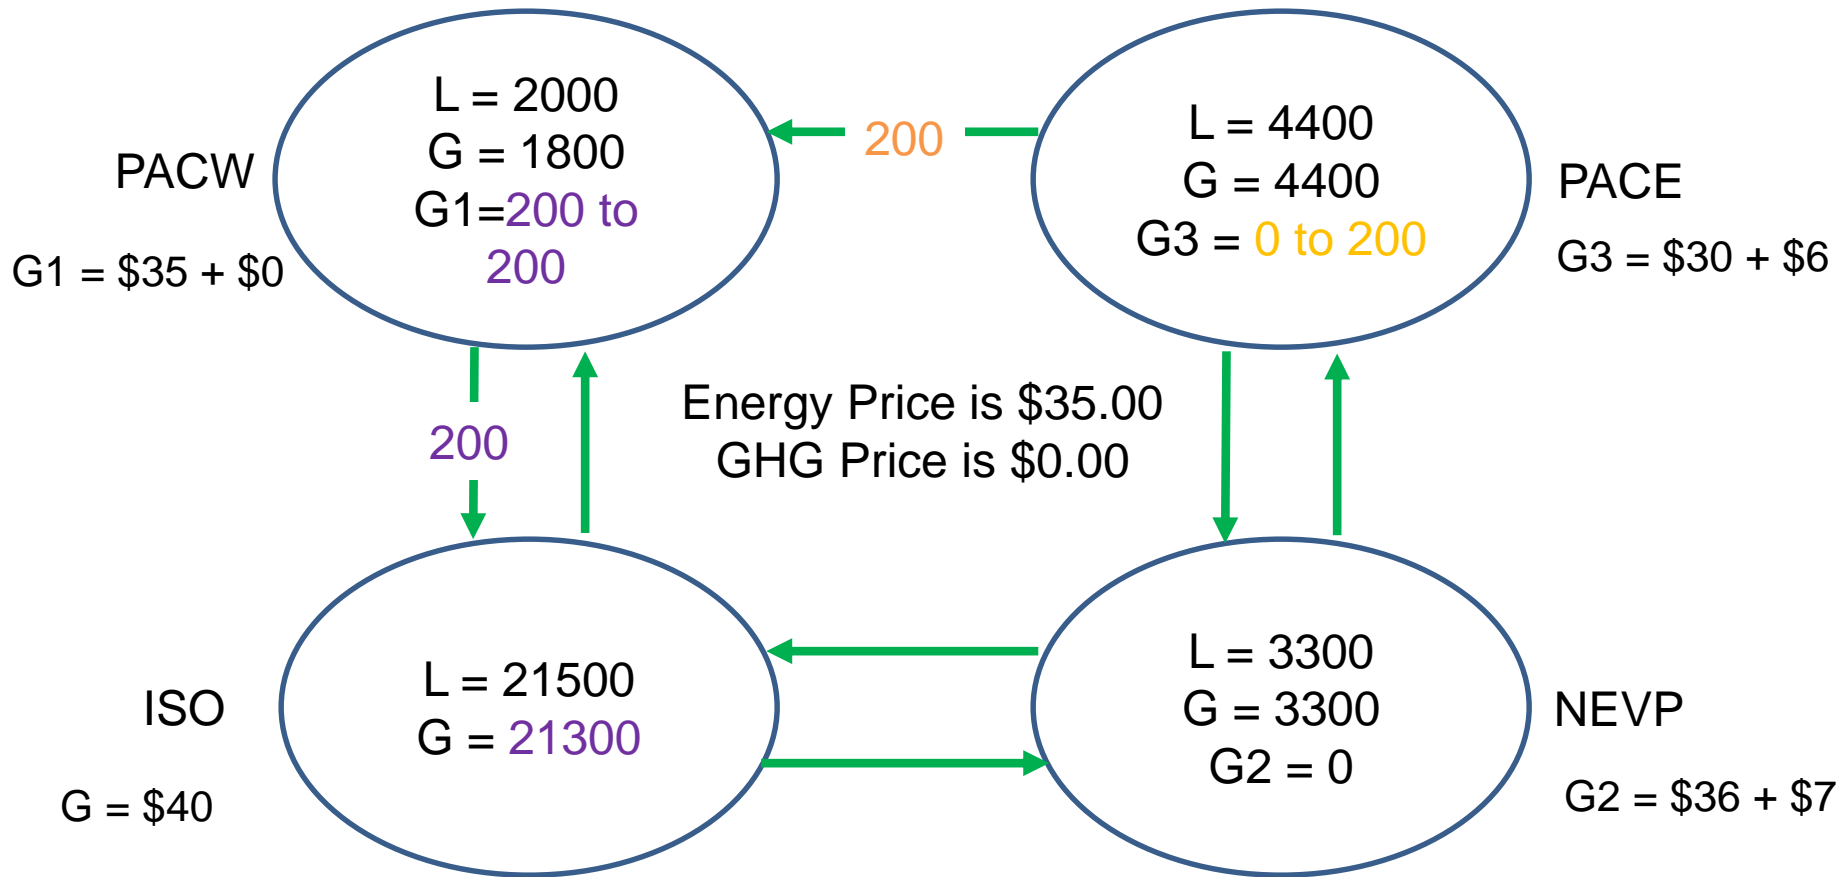 PACW
G1 = $35 + $0
L = 2000
G = 1800
G1=200 to
200
200
L = 4400
G = 4400
G3 = 0 to 200
PACE
G3 = $30 + $6
200
Energy Price is $35.00
GHG Price is $0.00
ISO
G = $40
L = 21500
G = 21300
L = 3300
G = 3300
G2 = 0
NEVP
G2 = $36 + $7